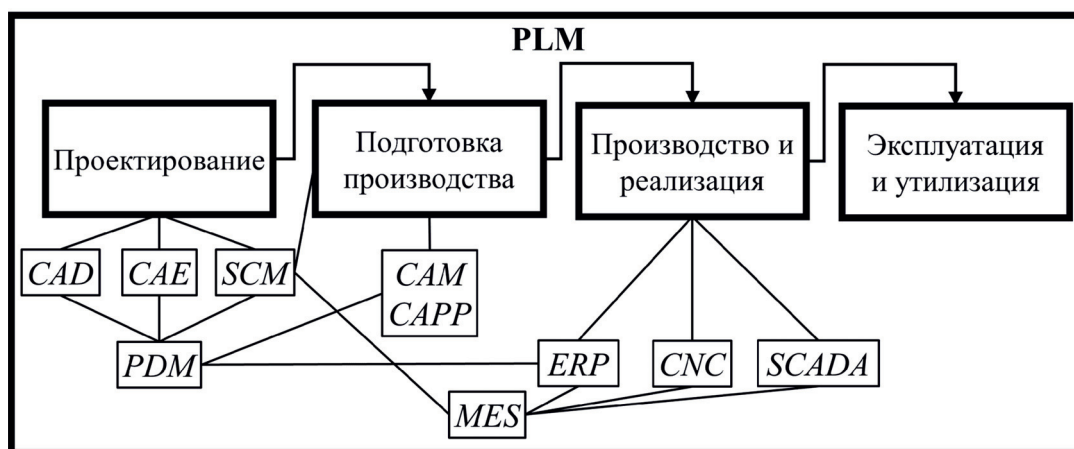 PLM
Проектирование
Подготовка
производства
Производство и
реализация
Эксплуатация
и утилизация
CAD
CAE
SCM
CAM
CAPP
PDM
ERP
CNC
SCADA
MES